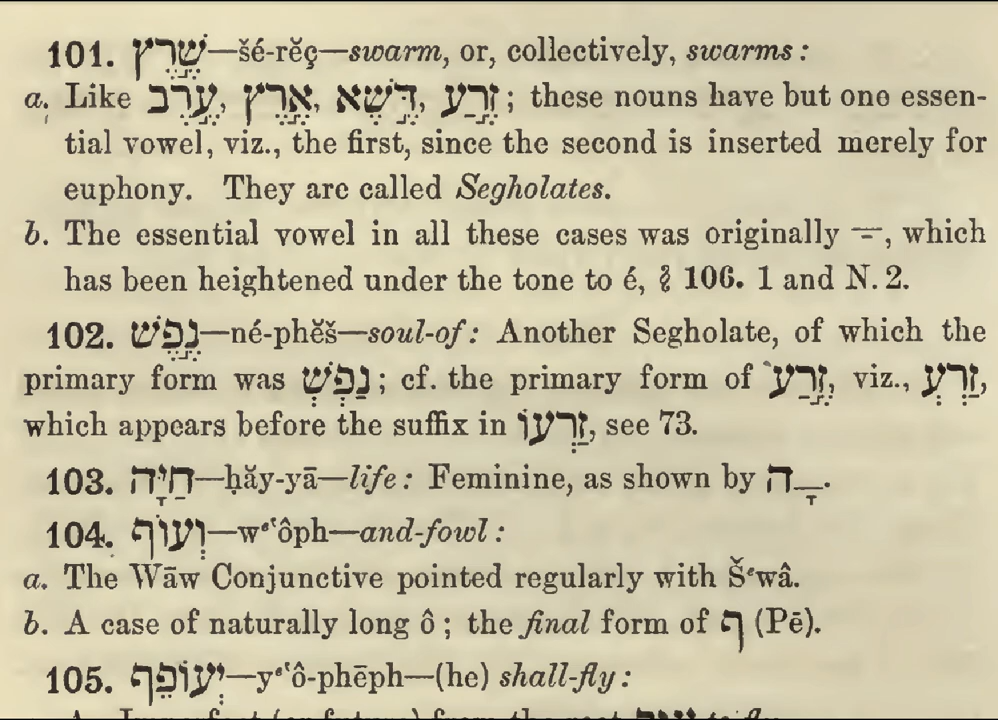 101. שֶׁרֶץ—šé-rĕç—swarm, or, collectively, swarms:
a. Like זֶרַע, דֶּשֶׁא, אֶרֶץ, עֶרֶב; these nouns have but one essen-
tial vowel, viz., the first, since the second is inserted merely for
euphony. They are called Segholates.
b. The essential vowel in all these cases was originally ⁠—̱, which
has been heightened under the tone to é, § 106. 1 and N. 2.
102. נֶפֶשׁ—né-phĕš—soul-of: Another Segholate, of which the
primary form was נַפְשְׁ; cf. the primary form of זֶרַע, viz., זַרְעְ,
which appears before the suffix in זַרְעוֹ, see 73.
103. חַיָּה—ḥăy-yā—life: Feminine, as shown by הָ—.
104. וְעוֹף—wᵉʿôph—and-fowl:
a. The Wāw Conjunctive pointed regularly with Šᵉwâ.
b. A case of naturally long ô; the final form of ף (Pē).
105. יְעוֹפֵף—yᵉʿô-phēph—(he) shall-fly: